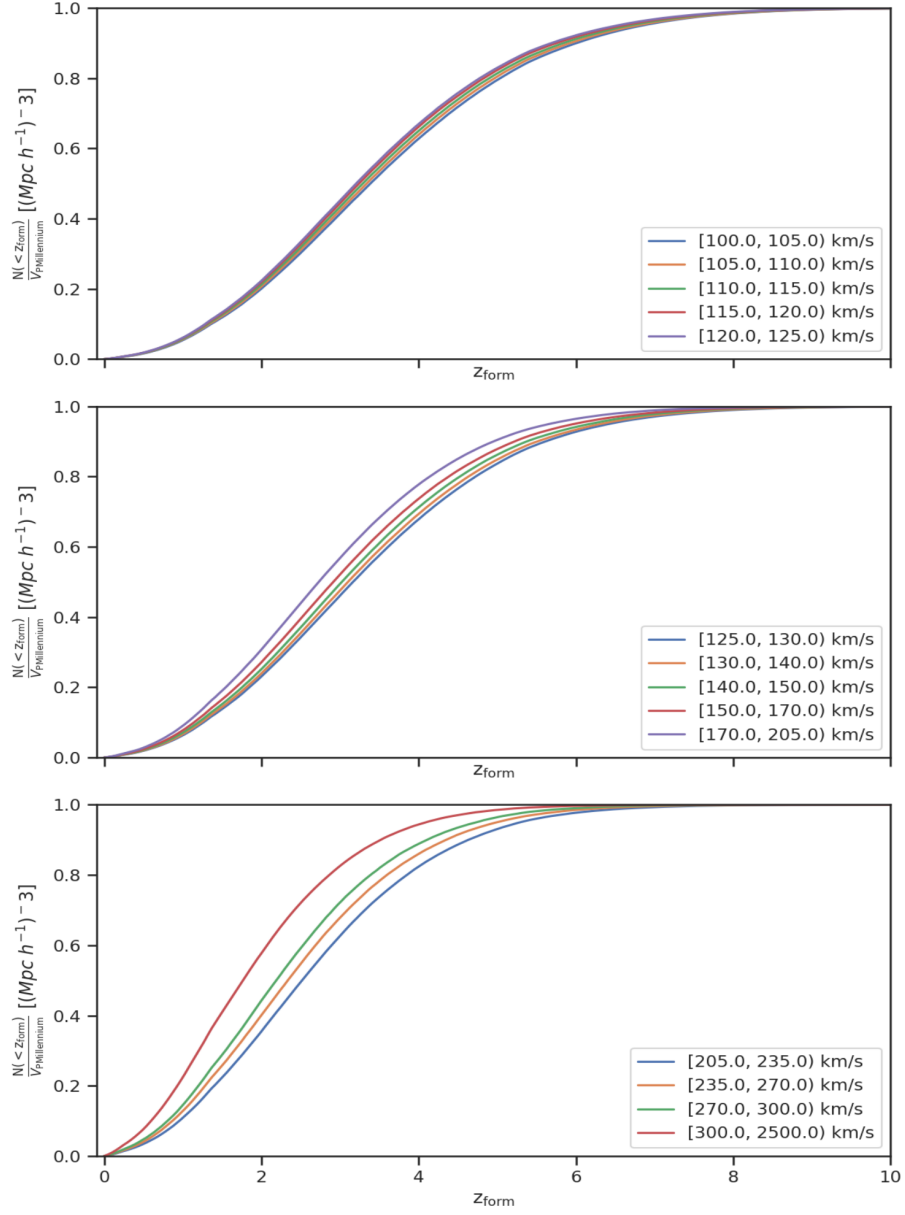 1.0
0.8
0.6
0.4
0.2
0.0
N(<z_form)
V_PMillennium
[(Mpc h⁻¹)⁻3]
[100.0, 105.0) km/s
[105.0, 110.0) km/s
[110.0, 115.0) km/s
[115.0, 120.0) km/s
[120.0, 125.0) km/s
z_form
1.0
0.8
0.6
0.4
0.2
0.0
N(<z_form)
V_PMillennium
[(Mpc h⁻¹)⁻3]
[125.0, 130.0) km/s
[130.0, 140.0) km/s
[140.0, 150.0) km/s
[150.0, 170.0) km/s
[170.0, 205.0) km/s
z_form
1.0
0.8
0.6
0.4
0.2
0.0
N(<z_form)
V_PMillennium
[(Mpc h⁻¹)⁻3]
[205.0, 235.0) km/s
[235.0, 270.0) km/s
[270.0, 300.0) km/s
[300.0, 2500.0) km/s
0 2 4 6 8 10
z_form